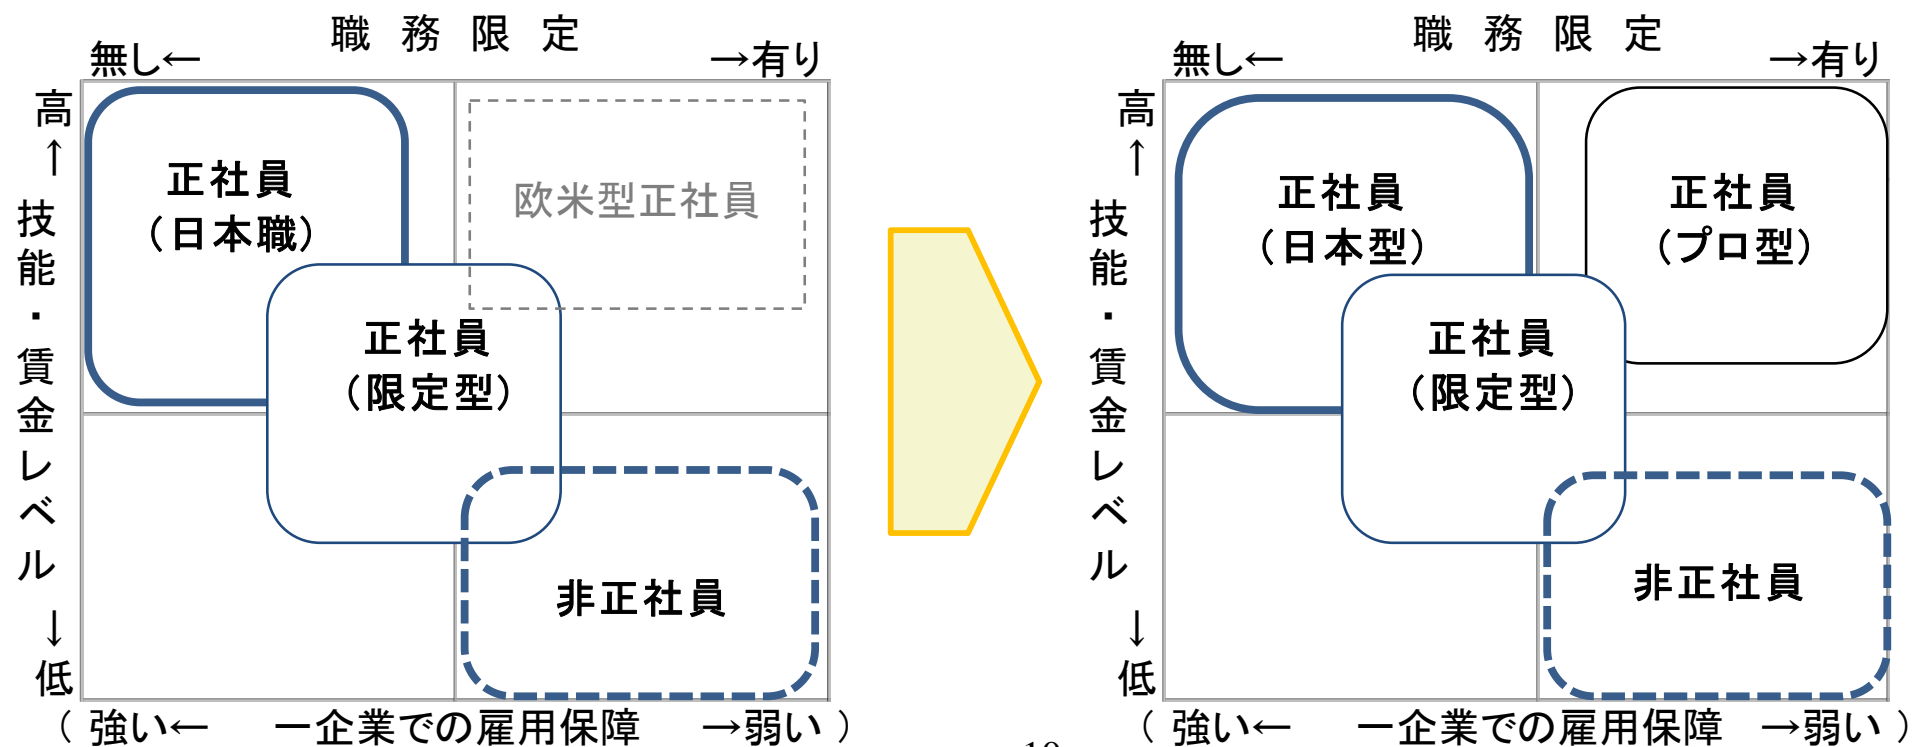 職務限定
無し← →有り
高
↑
技能・賃金レベル
↓
低
正社員
（日本職）
欧米型正社員
正社員
（限定型）
非正社員
（強い← 一企業での雇用保障 →弱い）
職務限定
無し← →有り
高
↑
技能・賃金レベル
↓
低
正社員
（日本型）
正社員
（プロ型）
正社員
（限定型）
非正社員
（強い← 一企業での雇用保障 →弱い）